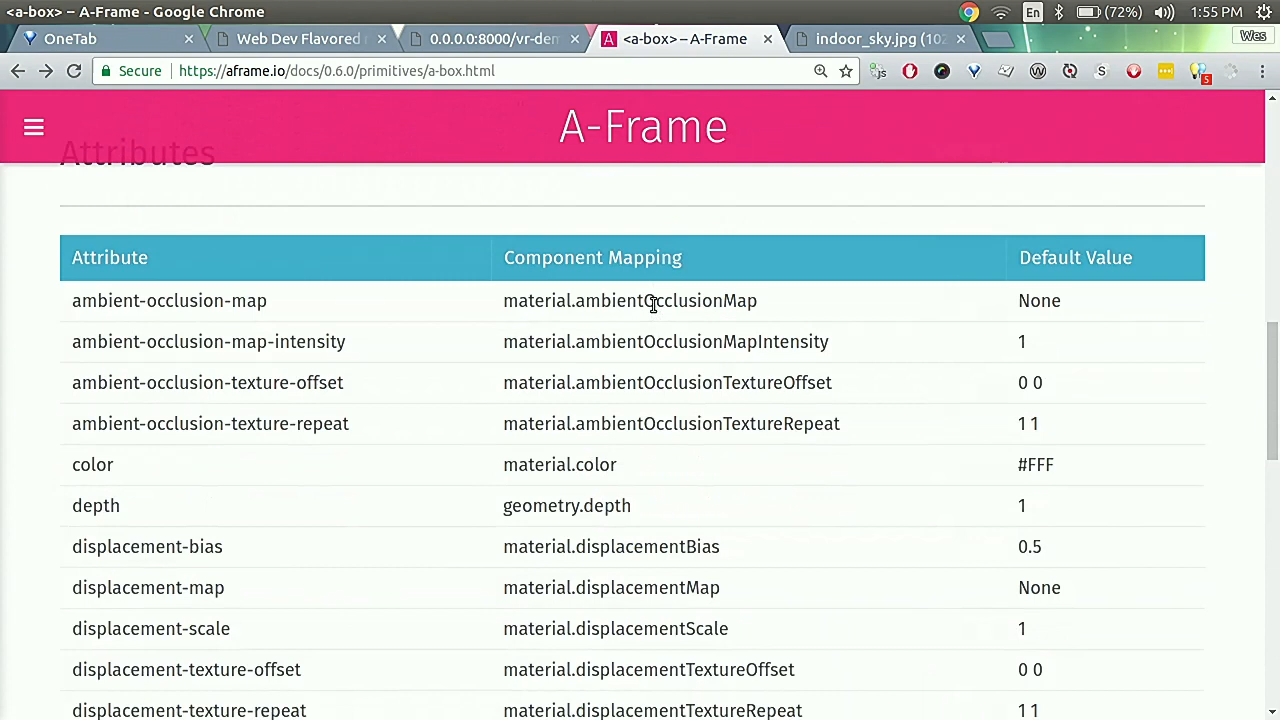 <a-box> – A-Frame - Google Chrome
En (72%) 1:55 PM
OneTab
Web Dev Flavored
0.0.0.0:8000/vr-den
<a-box> – A-Frame
indoor_sky.jpg (102
Wes
Secure https://aframe.io/docs/0.6.0/primitives/a-box.html
js
S
5
A-Frame
Attributes
Attribute Component Mapping Default Value
ambient-occlusion-map material.ambientOcclusionMap None
ambient-occlusion-map-intensity material.ambientOcclusionMapIntensity 1
ambient-occlusion-texture-offset material.ambientOcclusionTextureOffset 0 0
ambient-occlusion-texture-repeat material.ambientOcclusionTextureRepeat 1 1
color material.color #FFF
depth geometry.depth 1
displacement-bias material.displacementBias 0.5
displacement-map material.displacementMap None
displacement-scale material.displacementScale 1
displacement-texture-offset material.displacementTextureOffset 0 0
displacement-texture-repeat material.displacementTextureRepeat 1 1